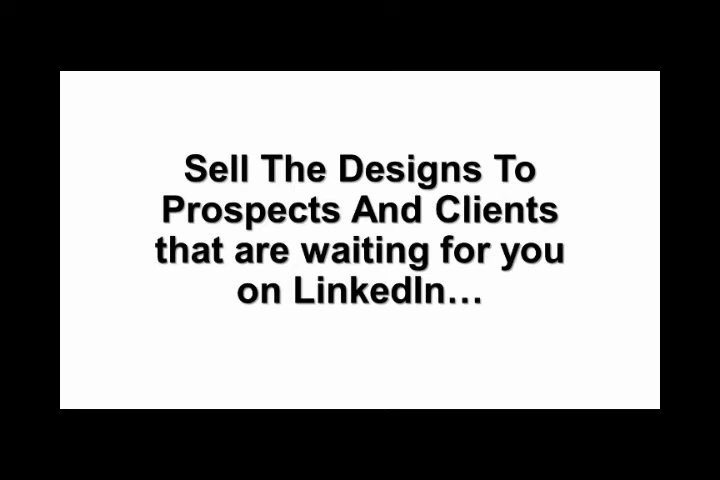 Sell The Designs To
Prospects And Clients
that are waiting for you
on LinkedIn…